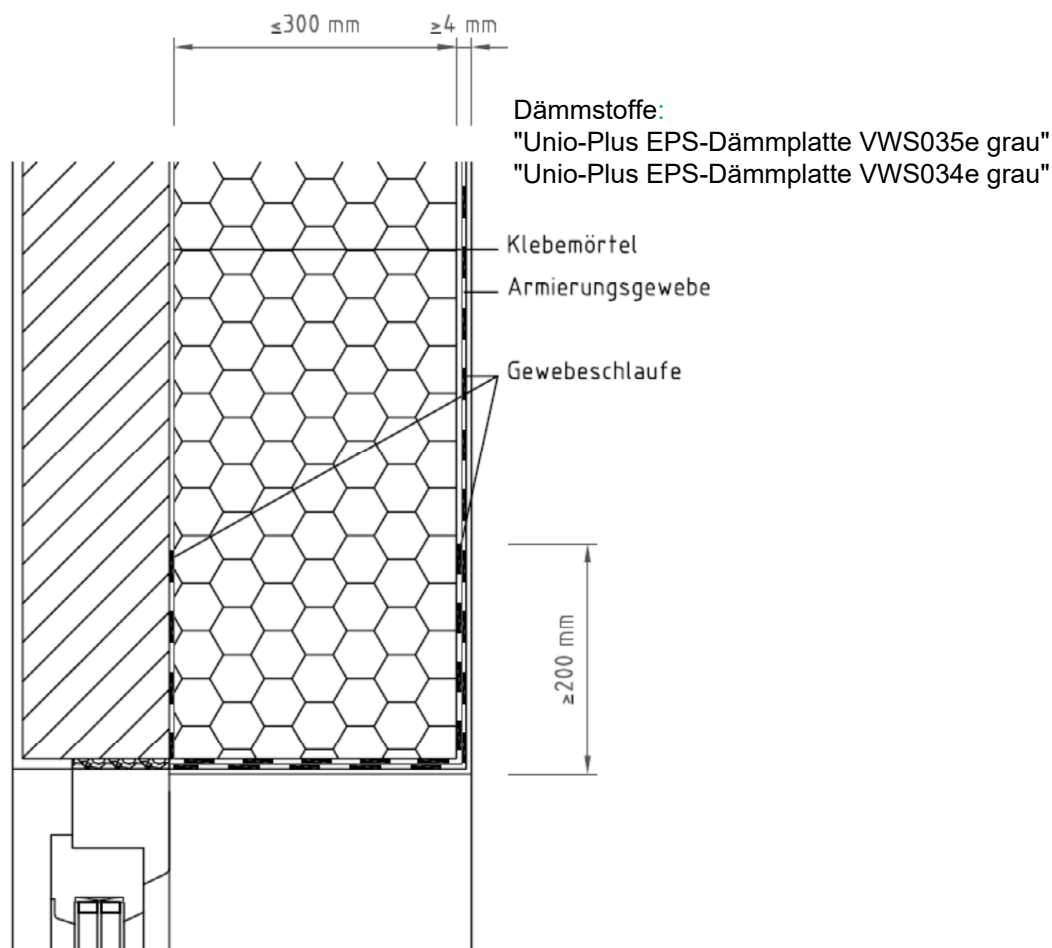 ≤300 mm
≥4 mm
Dämmstoffe:
"Unio-Plus EPS-Dämmplatte VWS035e grau"
"Unio-Plus EPS-Dämmplatte VWS034e grau"
Klebemörtel
Armierungsgewebe
Gewebeschlaufe
≥200 mm